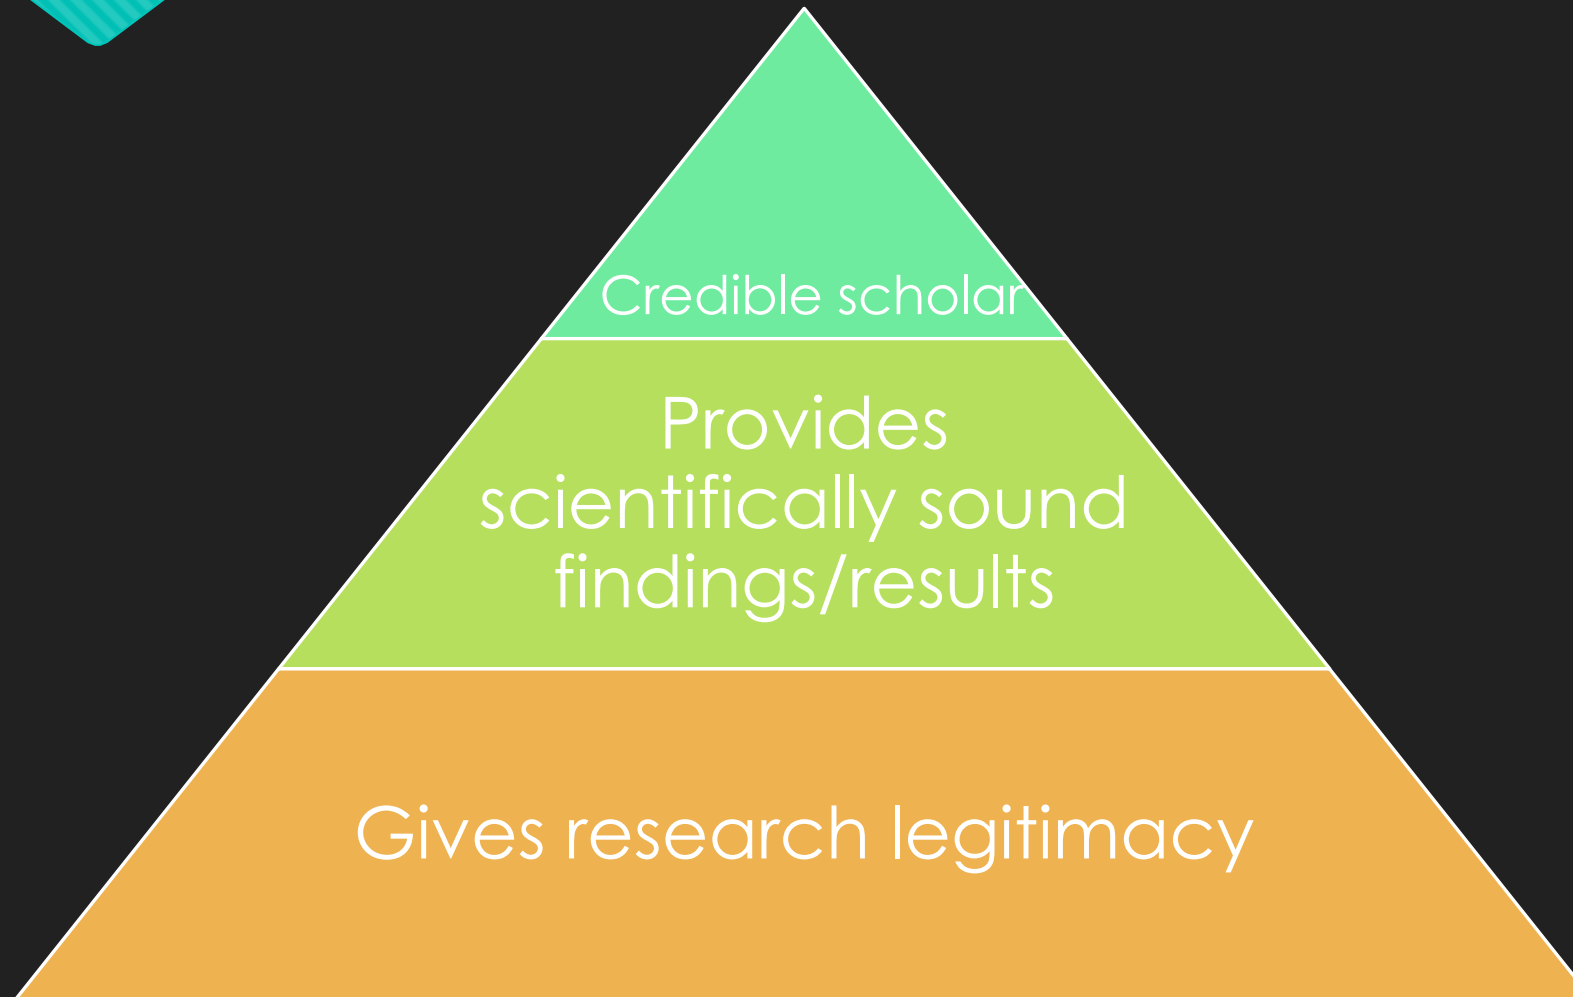 Credible scholar
Provides
scientifically sound
findings/results
Gives research legitimacy